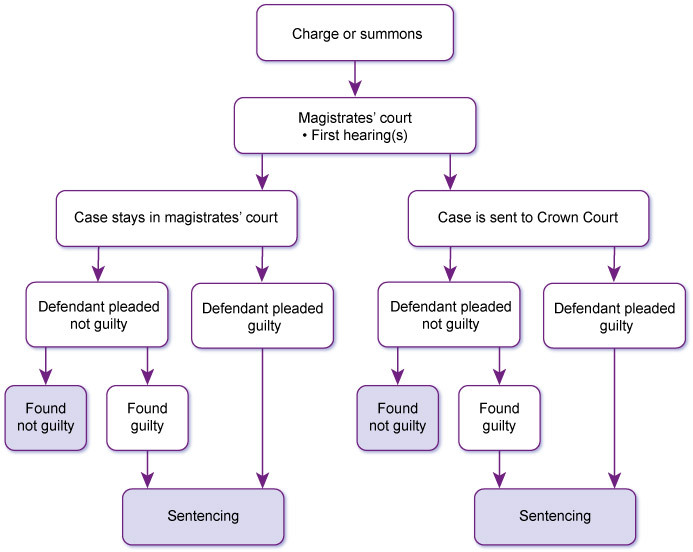 Charge or summons
Magistrates’ court
• First hearing(s)
Case stays in magistrates’ court
Case is sent to Crown Court
Defendant pleaded
not guilty
Defendant pleaded
guilty
Defendant pleaded
not guilty
Defendant pleaded
guilty
Found
not guilty
Found
guilty
Found
not guilty
Found
guilty
Sentencing
Sentencing